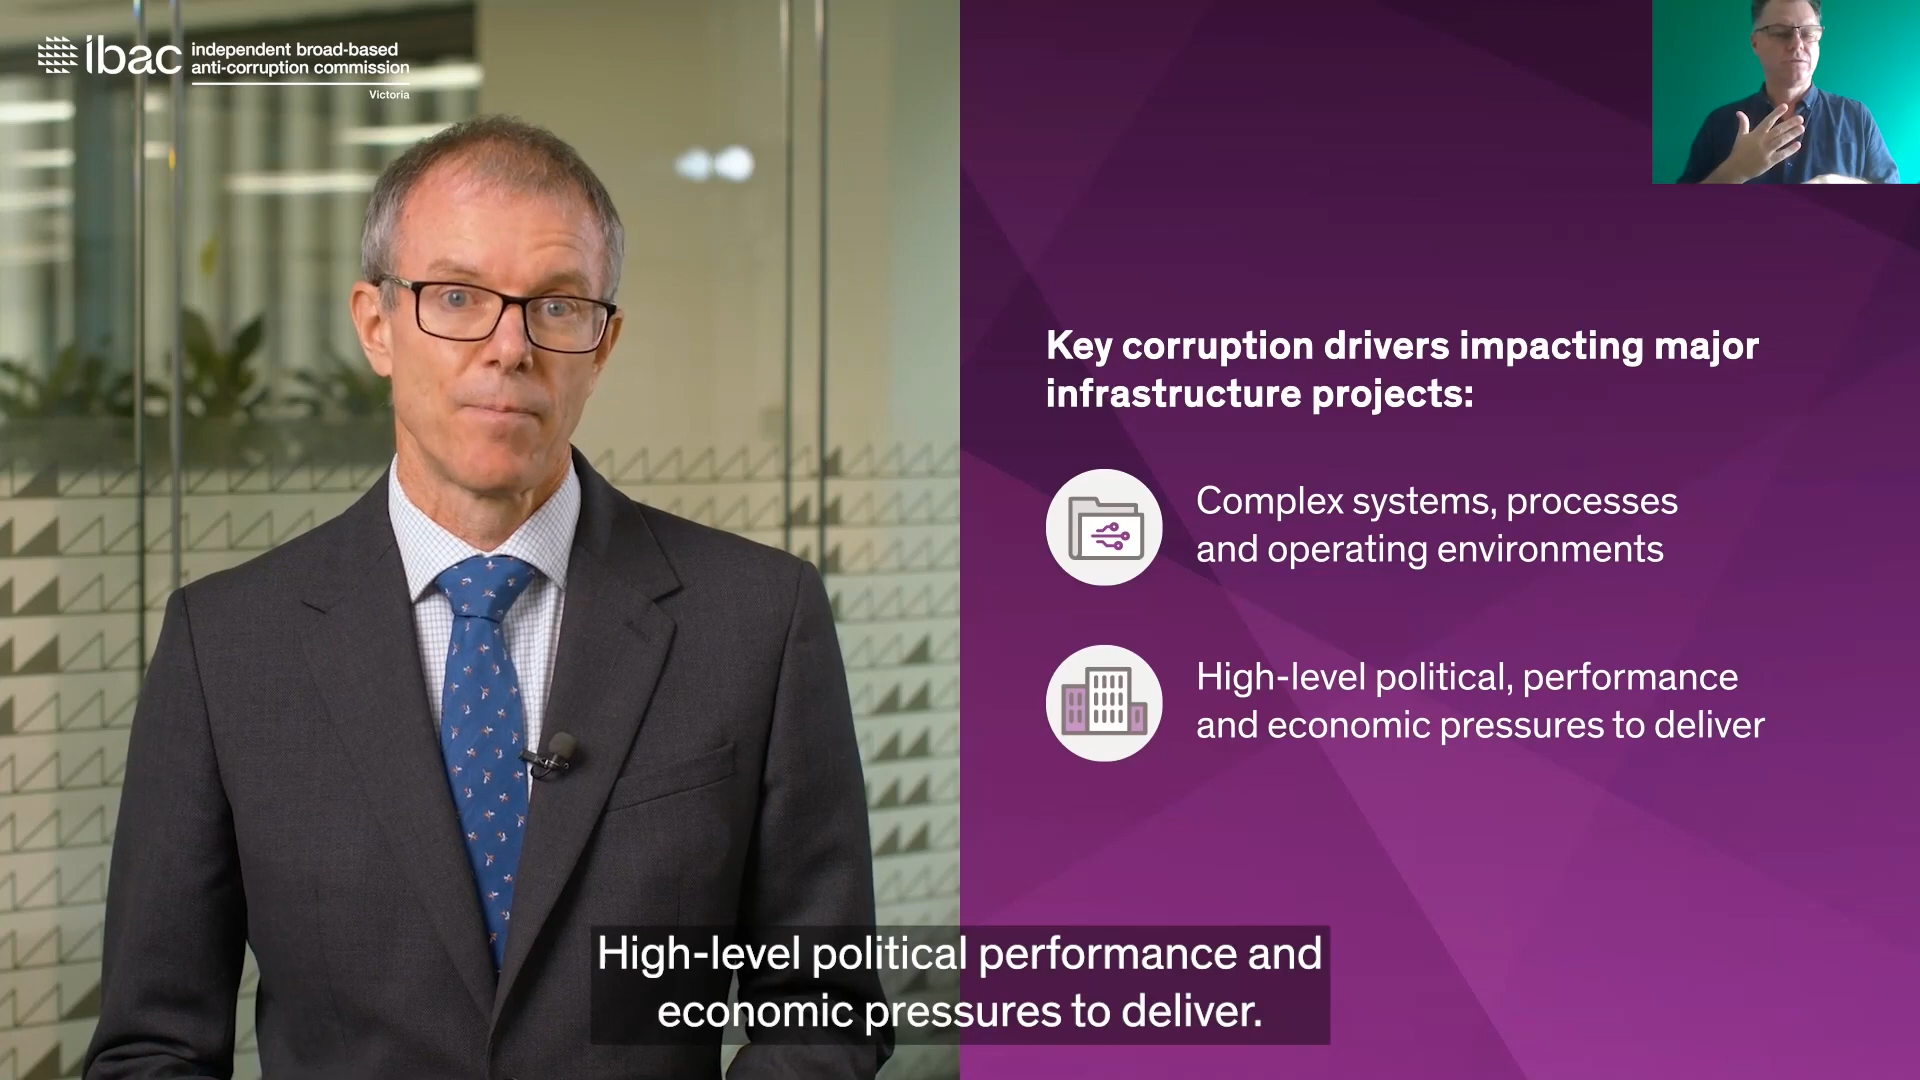 ibac
independent broad-based
anti-corruption commission
Victoria
Key corruption drivers impacting major
infrastructure projects:
Complex systems, processes
and operating environments
High-level political, performance
and economic pressures to deliver
High-level political performance and
economic pressures to deliver.